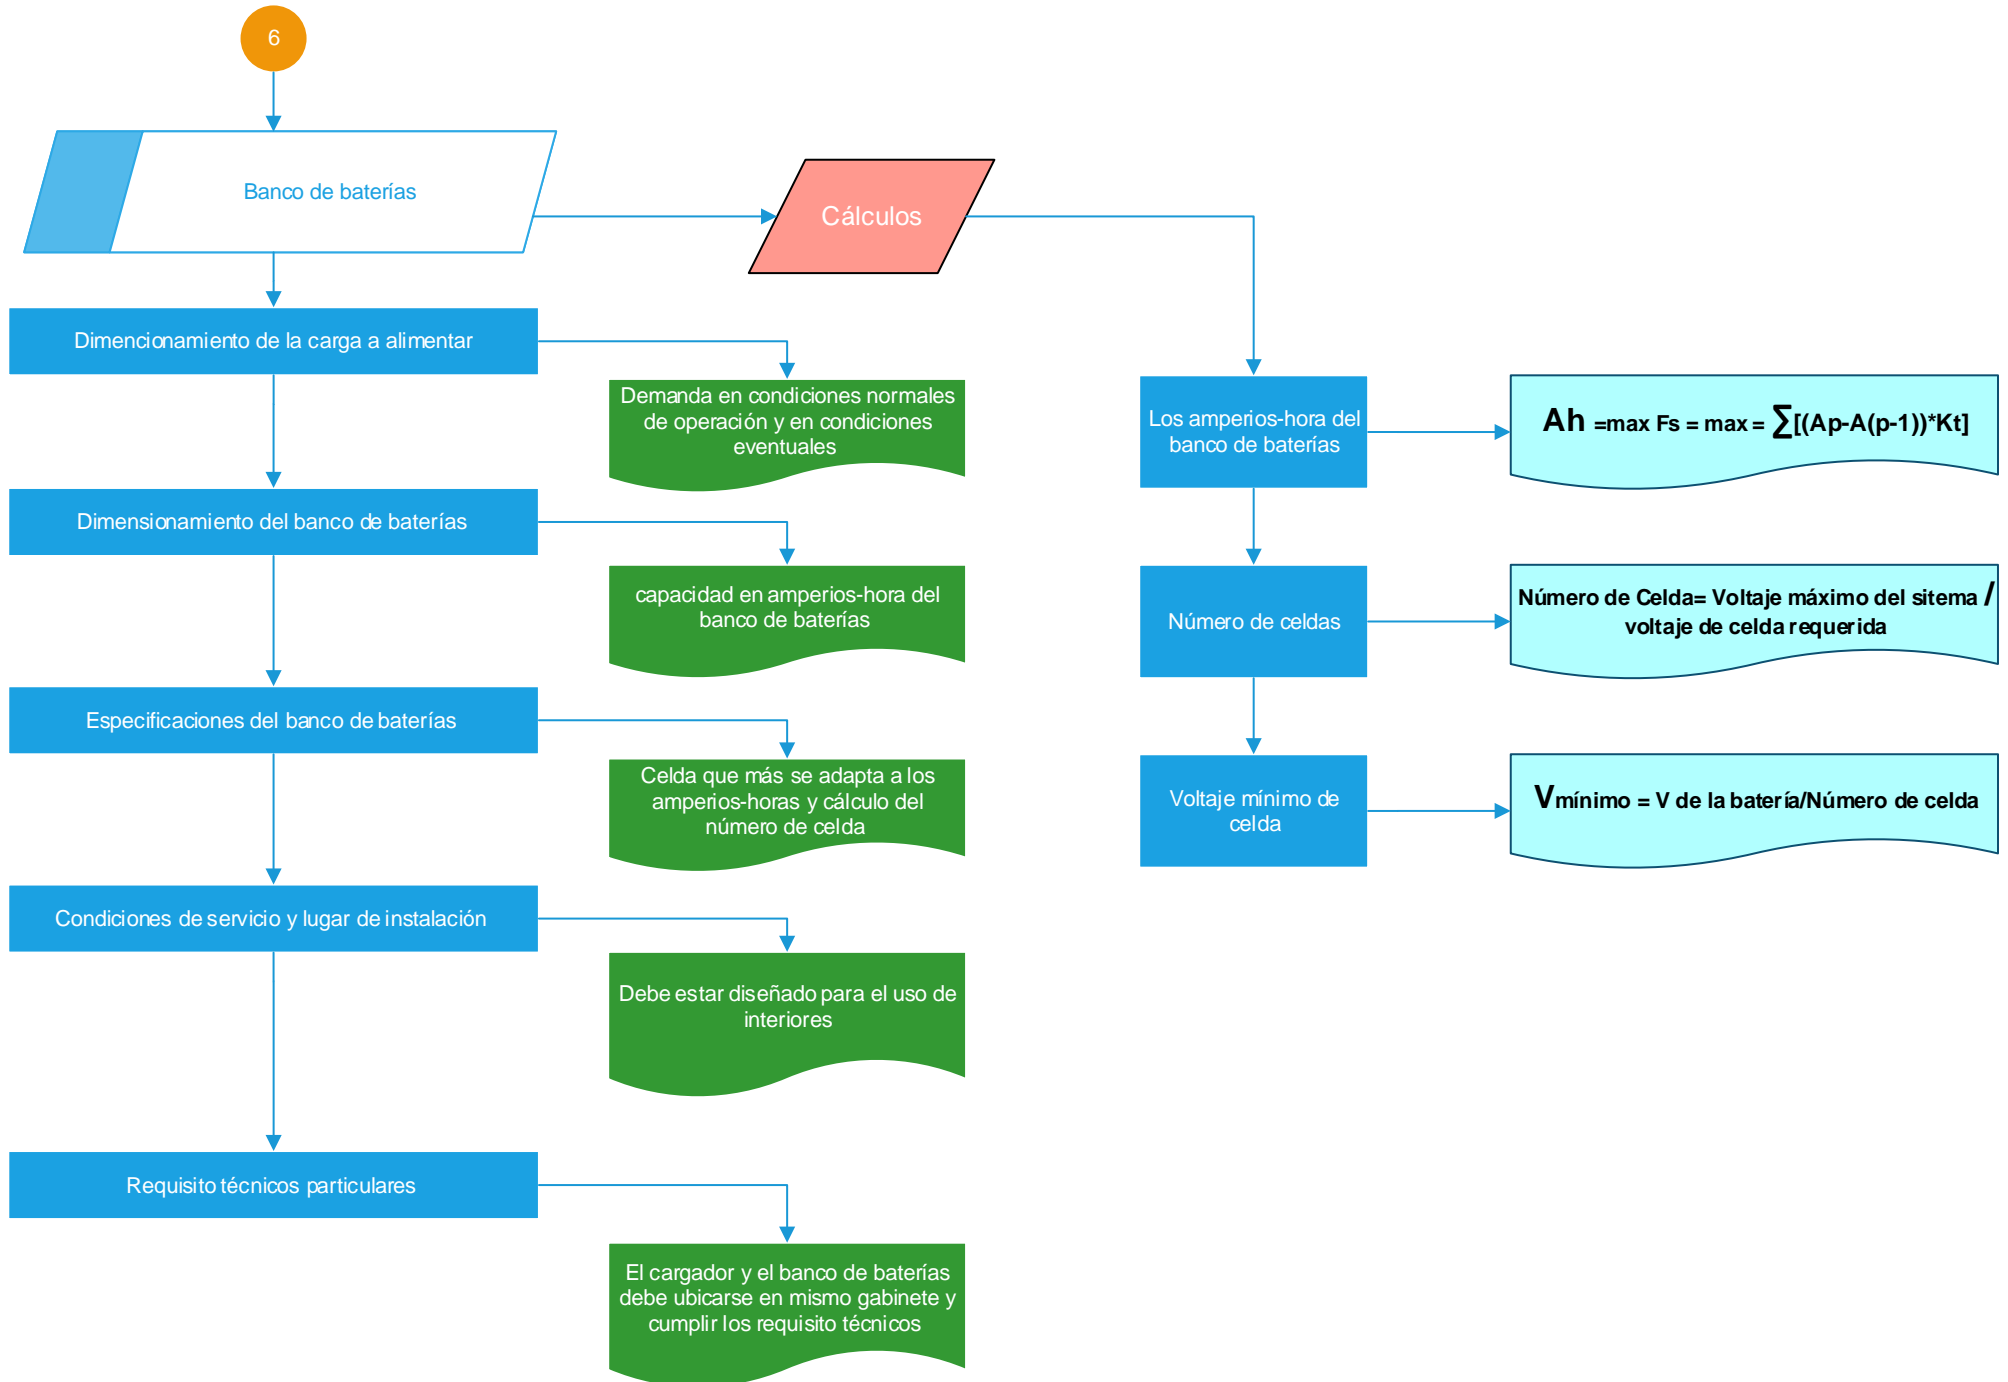 6
Banco de baterías
Cálculos
Dimencionamiento de la carga a alimentar
Demanda en condiciones normales
de operación y en condiciones
eventuales
Dimensionamiento del banco de baterías
capacidad en amperios-hora del
banco de baterías
Especificaciones del banco de baterías
Celda que más se adapta a los
amperios-horas y cálculo del
número de celda
Condiciones de servicio y lugar de instalación
Debe estar diseñado para el uso de
interiores
Requisito técnicos particulares
El cargador y el banco de baterías
debe ubicarse en mismo gabinete y
cumplir los requisito técnicos
Los amperios-hora del
banco de baterías
Ah =max Fs = max = ∑[(Ap-A(p-1))*Kt]
Número de celdas
Número de Celda= Voltaje máximo del sitema /
voltaje de celda requerida
Voltaje mínimo de
celda
Vmínimo = V de la batería/Número de celda